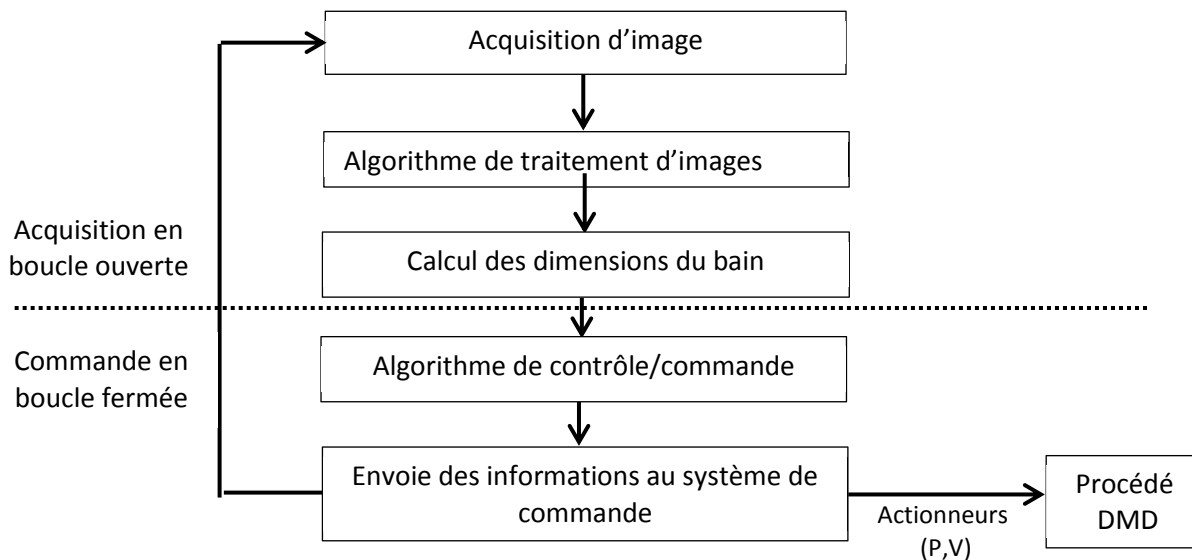 Acquisition d’image
Algorithme de traitement d’images
Acquisition en
boucle ouverte
Calcul des dimensions du bain
Commande en
boucle fermée
Algorithme de contrôle/commande
Envoie des informations au système de
commande
Actionneurs
(P,V)
Procédé
DMD